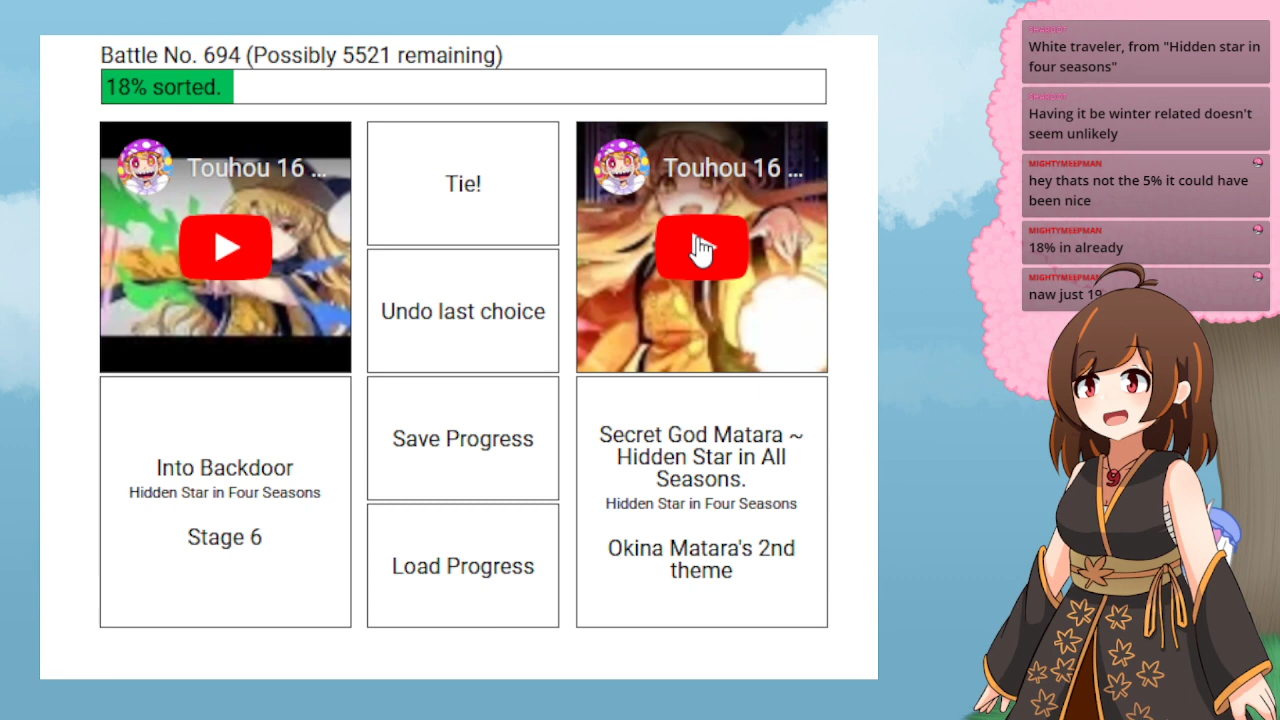 Battle No. 694 (Possibly 5521 remaining)
18% sorted.
Touhou 16 ...
Tie!
Touhou 16 ...
Undo last choice
Into Backdoor
Hidden Star in Four Seasons
Stage 6
Save Progress
Load Progress
Secret God Matara ~
Hidden Star in All
Seasons.
Hidden Star in Four Seasons
Okina Matara's 2nd
theme
White traveler, from "Hidden star in
four seasons"
Having it be winter related doesn't
seem unlikely
MIGHTYMEEPMAN
hey thats not the 5% it could have
been nice
MIGHTYMEEPMAN
18% in already
MIGHTYMEEPMAN
naw just 19
9